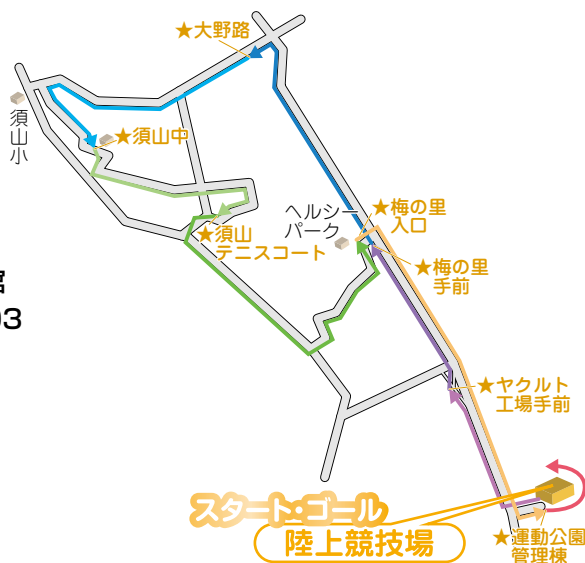 ★大野路
須山小
★須山中
ヘルシー
パーク
★梅の里
入口
★須山
テニスコート
★梅の里
手前
館
03
★ヤクルト
工場手前
スタート・ゴール
陸上競技場
★運動公園
管理棟